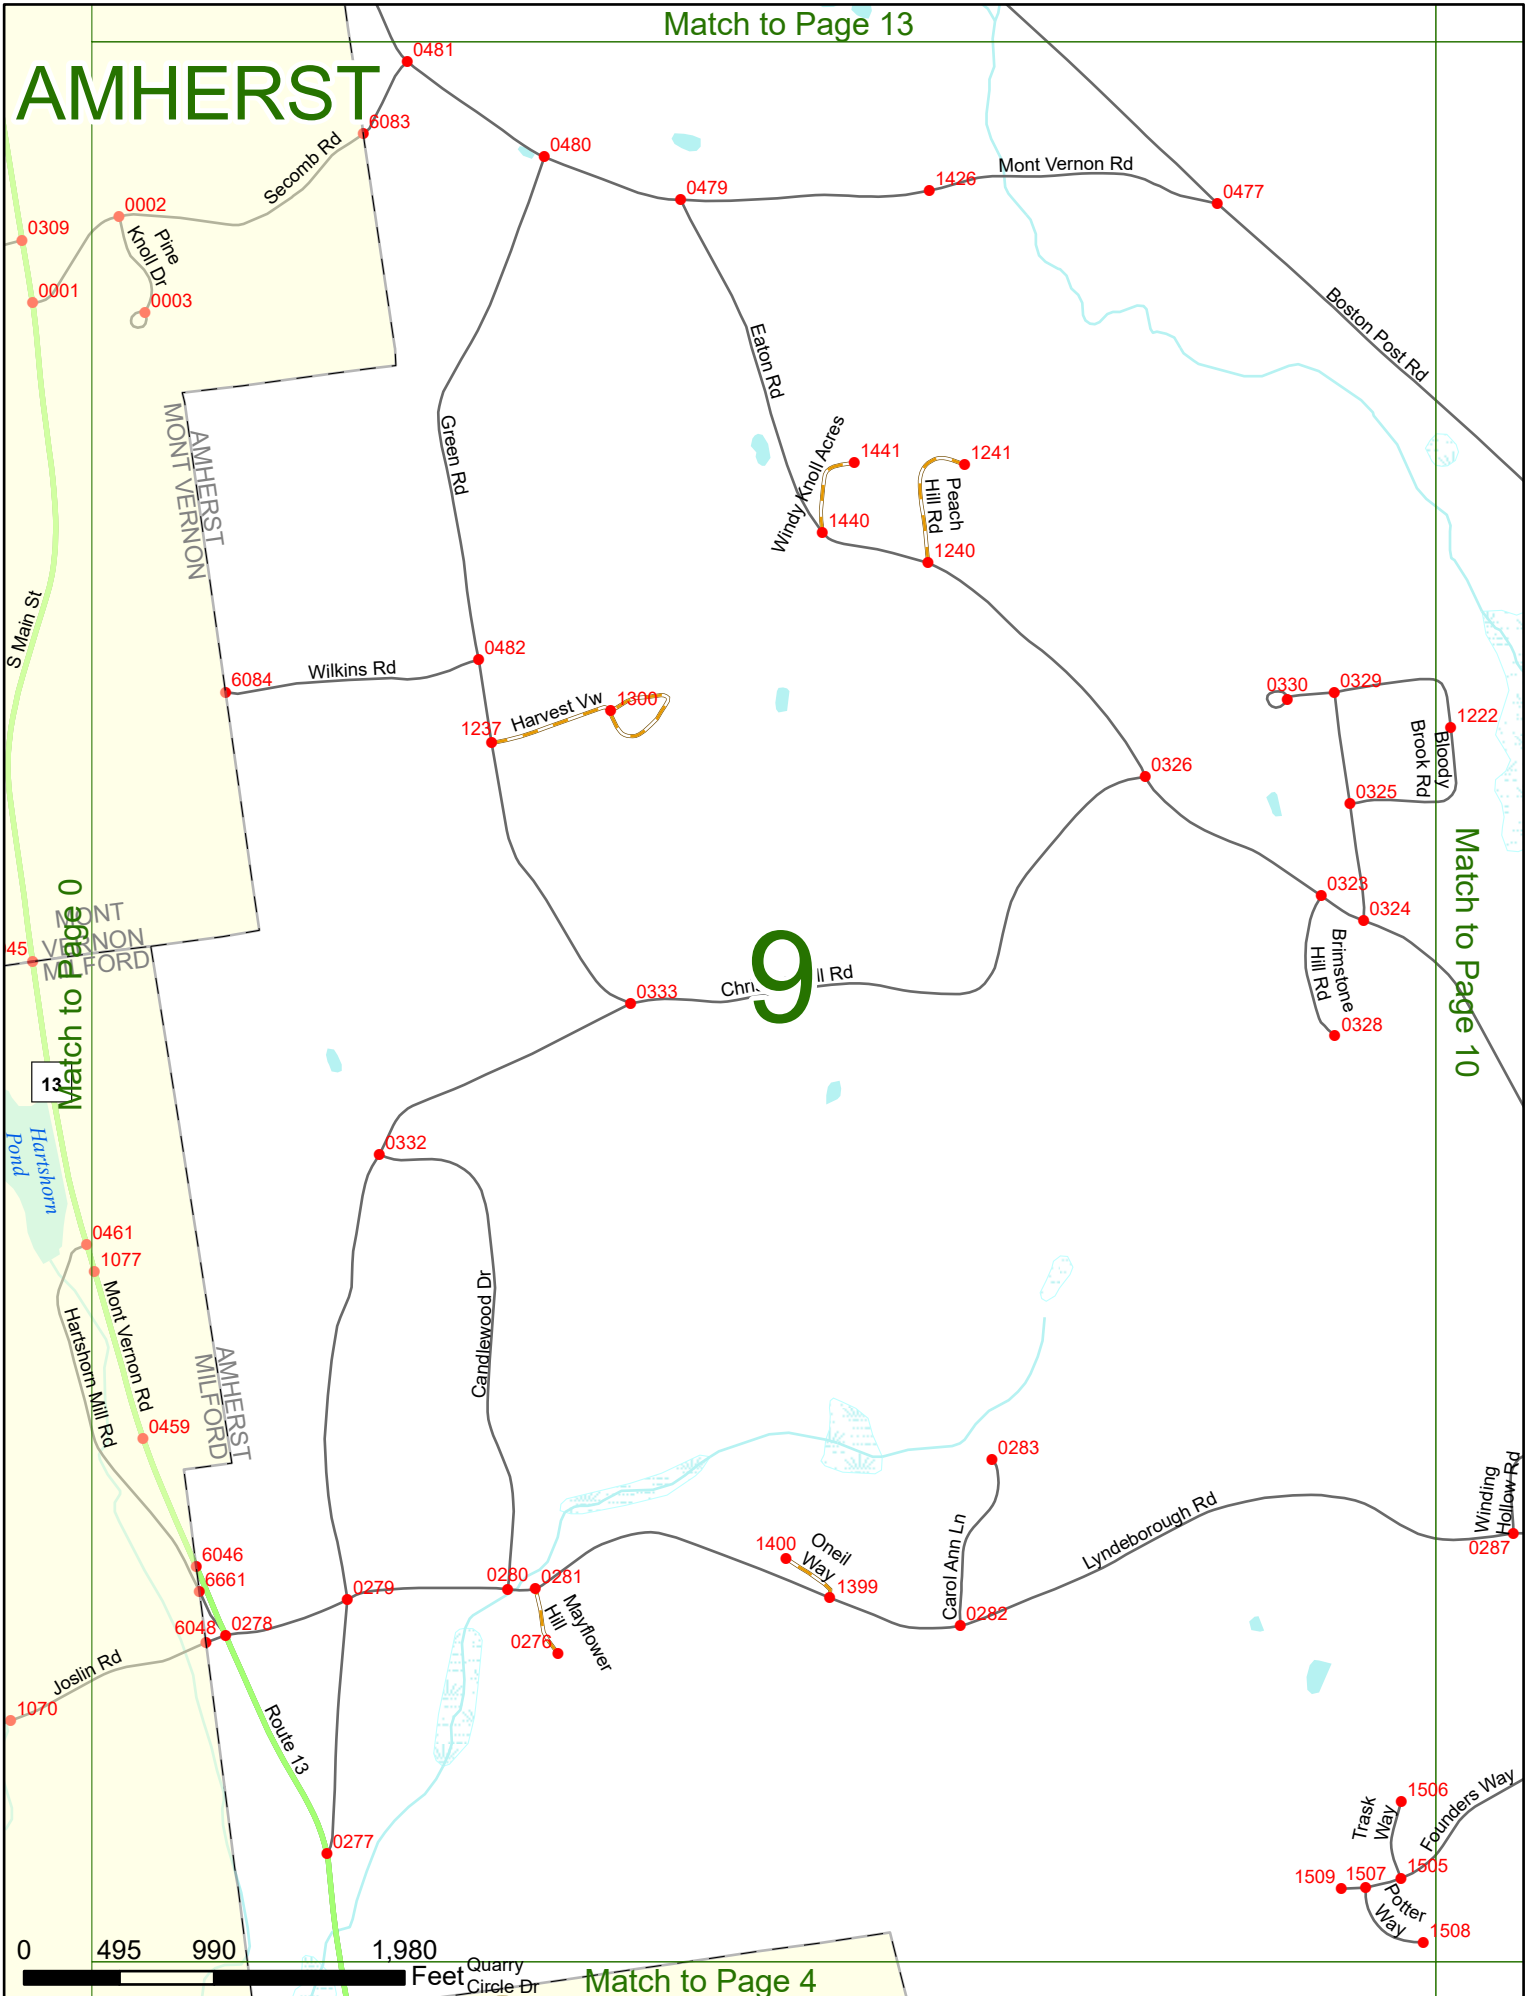 Match to Page 13
AMHERST
0481
6083
0480
0479
1426
Mont Vernon Rd
0477
Secomb Rd
0002
0309
Pine
Knoll Dr
0001
0003
Boston Post Rd
Eaton Rd
Green Rd
AMHERST
MONT VERNON
Windy Knoll Acres
1441
1241
Peach
Hill Rd
1440
1240
S Main St
0482
Wilkins Rd
6084
Harvest Vw
1300
1237
0330
0329
1222
Bloody
Brook Rd
0326
0325
0323
0324
Match to Page 10
Match to Page 0
MONT
VERNON
MILFORD
45
9
Brimstone
Hill Rd
0333
ll Rd
0328
13
Hartshorn
Pond
0332
0461
1077
Mont Vernon Rd
Hartshorn Mill Rd
Candlewood Dr
AMHERST
MILFORD
0459
0283
Winding
Hollow Rd
0287
Lyndeborough Rd
Carol Ann Ln
1400
Oneil
Way
1399
0282
6046
6661
0279
0280
0281
Mayflower
Hill
0276
6048
0278
Joslin Rd
1070
Route 13
0277
1506
Trask
Way
Founders Way
1505
1509
1507
Potter
Way
1508
0 495 990 1,980
Feet
Quarry
Circle Dr
Match to Page 4